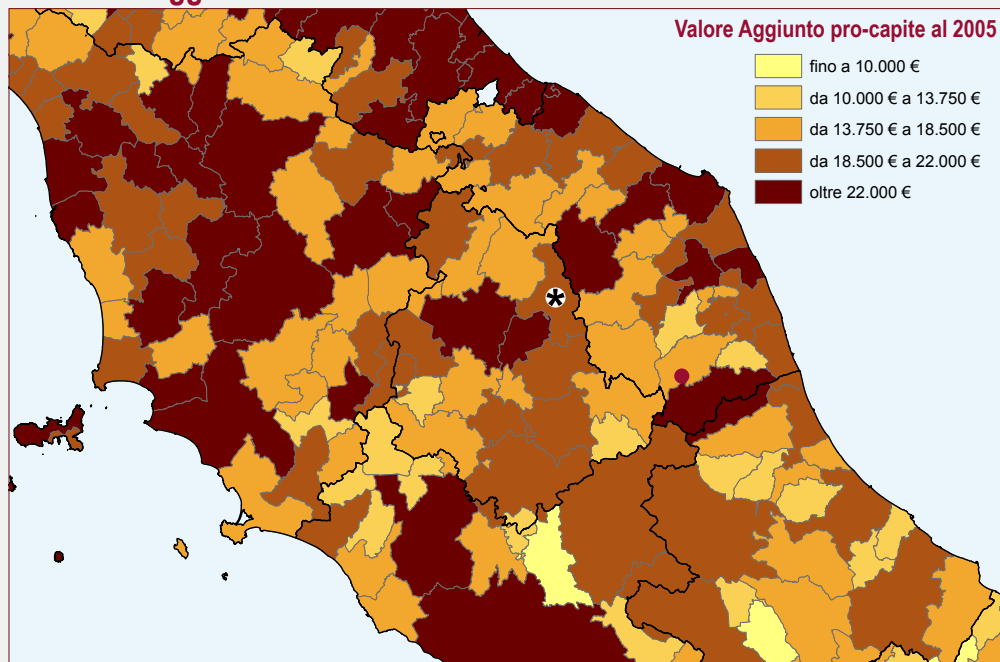 Valore Aggiunto pro-capite al 2005
fino a 10.000 €
da 10.000 € a 13.750 €
da 13.750 € a 18.500 €
da 18.500 € a 22.000 €
oltre 22.000 €